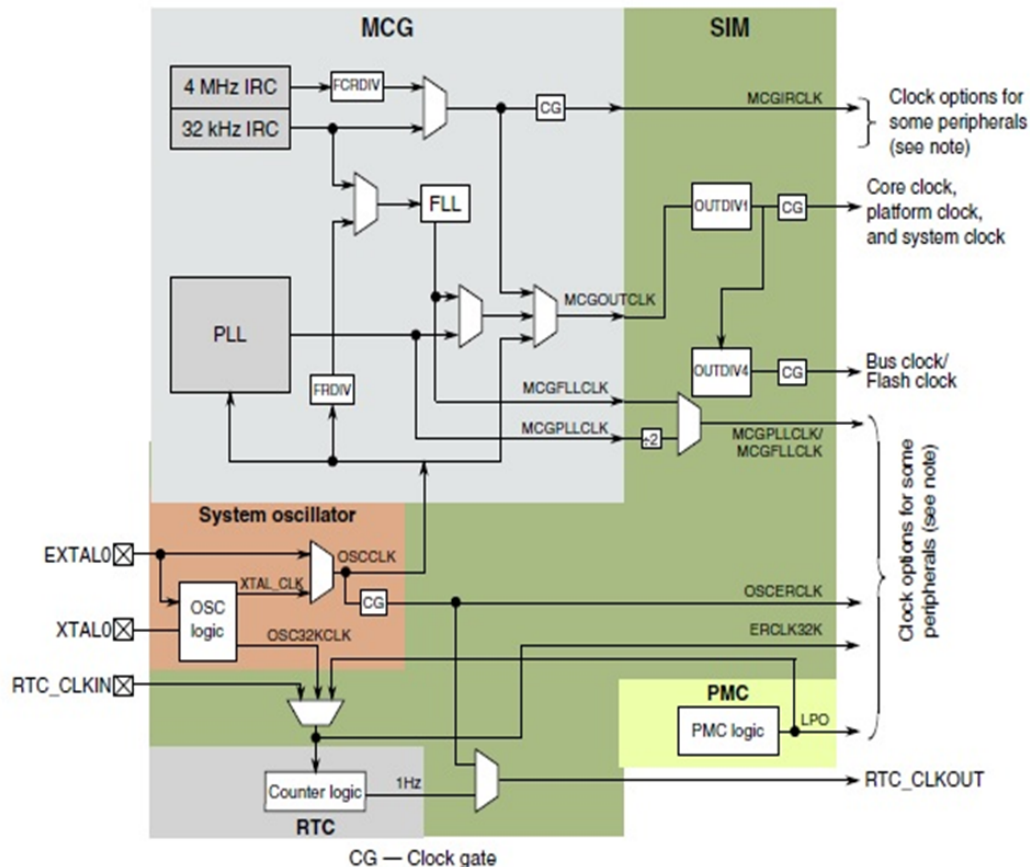 MCG
SIM
4 MHz IRC
FCRDIV
CG
MCGIRCLK
Clock options for
some peripherals
(see note)
32 kHz IRC
FLL
OUTDIV1
CG
Core clock,
platform clock,
and system clock
PLL
MCGOUTCLK
FRDIV
OUTDIV4
CG
Bus clock/
Flash clock
MCGFLLCLK
MCGPLLCLK
÷2
MCGPLLCLK/
MCGFLLCLK
Clock options for some
peripherals (see note)
System oscillator
EXTAL0
OSCCLK
XTAL_CLK
OSC
logic
CG
OSCERCLK
XTAL0
OSC32KCLK
ERCLK32K
RTC_CLKIN
PMC
PMC logic
LPO
Counter logic
1Hz
RTC_CLKOUT
RTC
CG — Clock gate